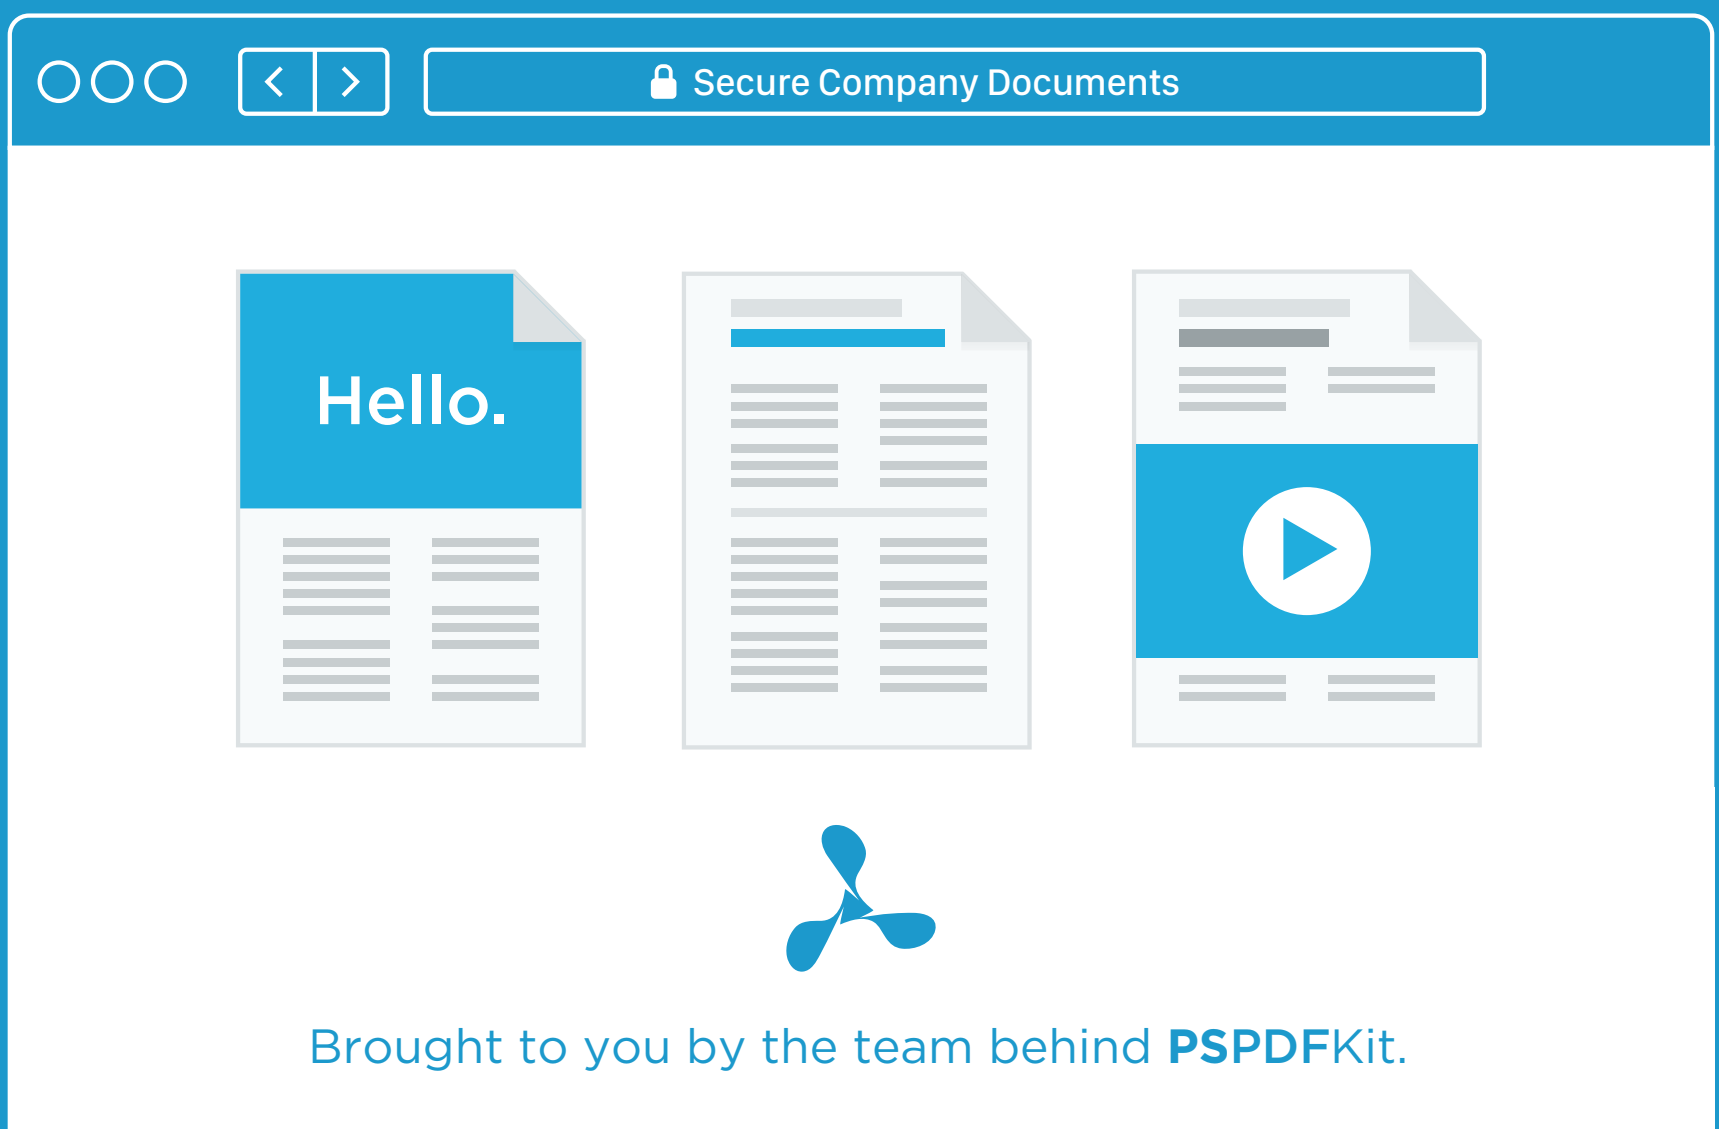 Secure Company Documents
Hello.
Brought to you by the team behind PSPDFKit.